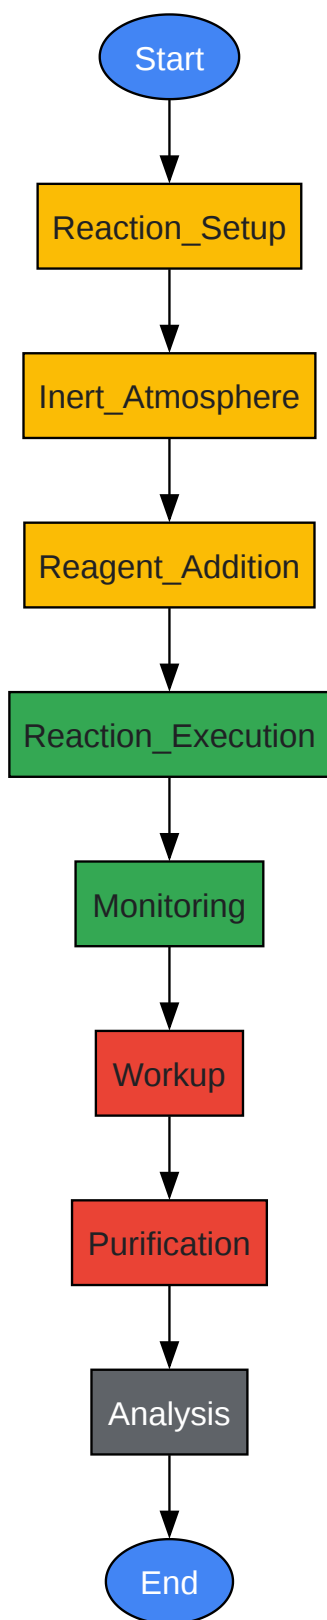 Start
Reaction_Setup
Inert_Atmosphere
Reagent_Addition
Reaction_Execution
Monitoring
Workup
Purification
Analysis
End